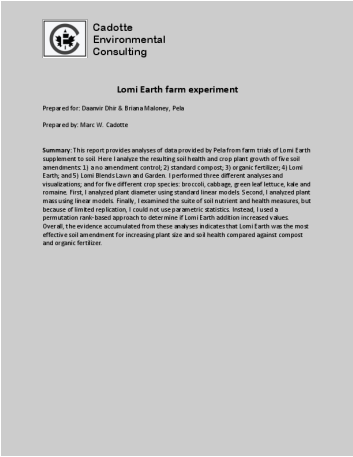 Cadotte
Environmental
Consulting
Lomi Earth farm experiment
Prepared for: Daanvir Dhir & Briana Maloney, Pela
Prepared by: Marc W. Cadotte
Summary: This report provides analyses of data provided by Pela from farm trials of Lomi Earth
supplement to soil. Here I analyze the resulting soil health and crop plant growth of five soil
amendments: 1) a no amendment control; 2) standard compost; 3) organic fertilizer; 4) Lomi
Earth; and 5) Lomi Blends Lawn and Garden. I performed three different analyses and
visualizations; and for five different crop species: broccoli, cabbage, green leaf lettuce, kale and
romaine. First, I analyzed plant diameter using standard linear models. Second, I analyzed plant
mass using linear models. Finally, I examined the suite of soil nutrient and health measures, but
because of limited replication, I could not use parametric statistics. Instead, I used a
permutation rank-based approach to determine if Lomi Earth addition increased values.
Overall, the evidence accumulated from these analyses indicates that Lomi Earth was the most
effective soil amendment for increasing plant size and soil health compared against compost
and organic fertilizer.